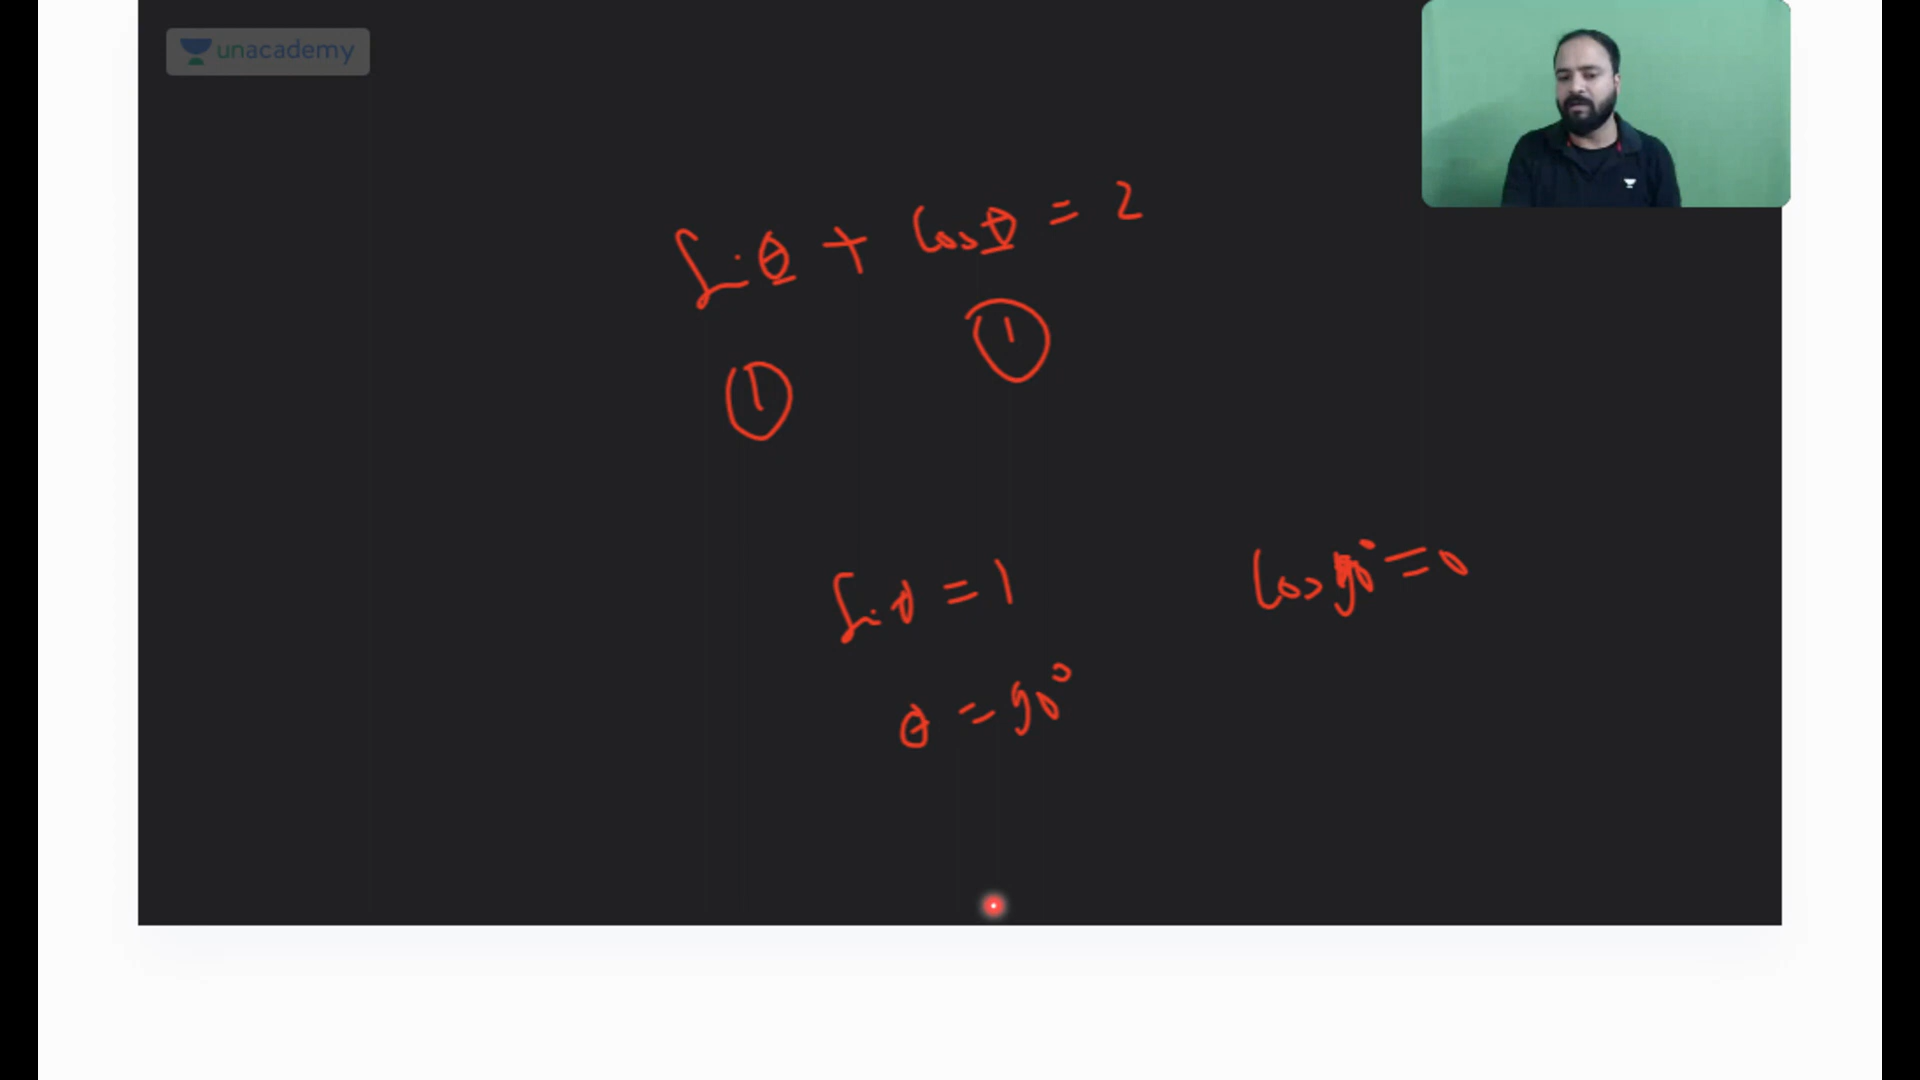 unacademy
Sinθ + Cosθ = 2
1 1
Sinθ = 1 Cos90° = 0
θ = 90°